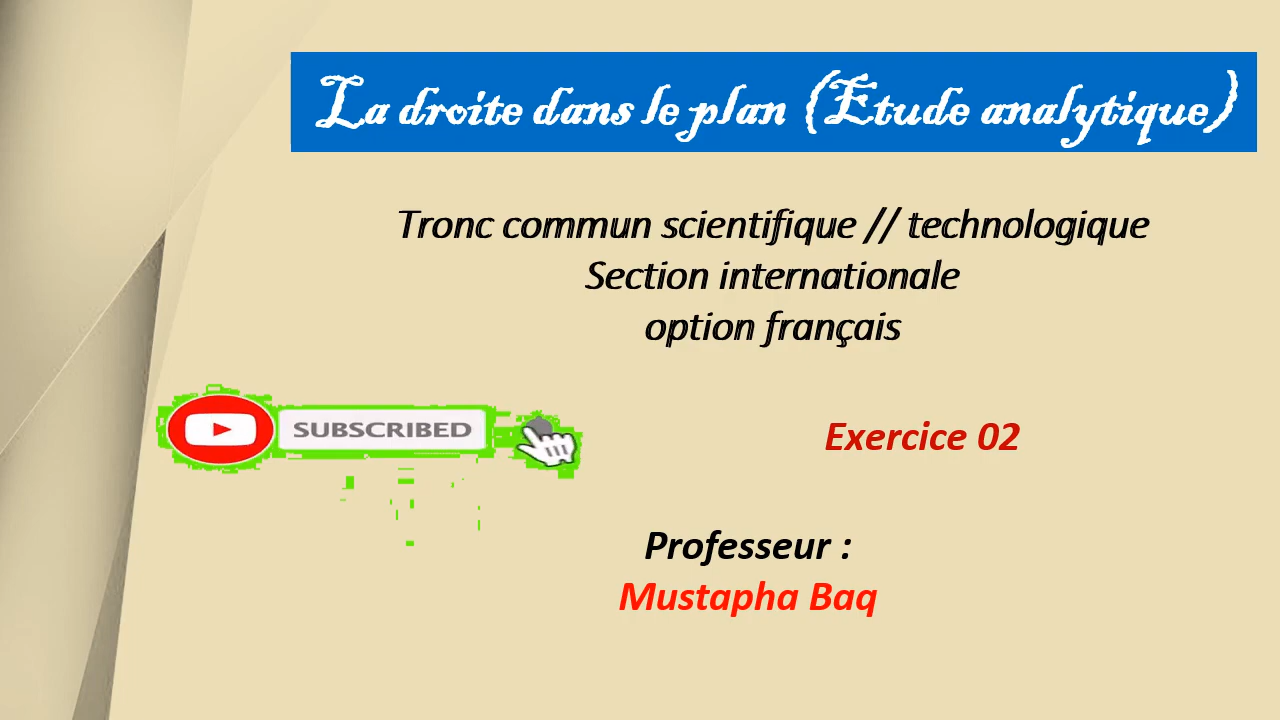 La droite dans le plan (Etude analytique)
Tronc commun scientifique // technologique
Section internationale
option français
SUBSCRIBED
Exercice 02
Professeur :
Mustapha Baq